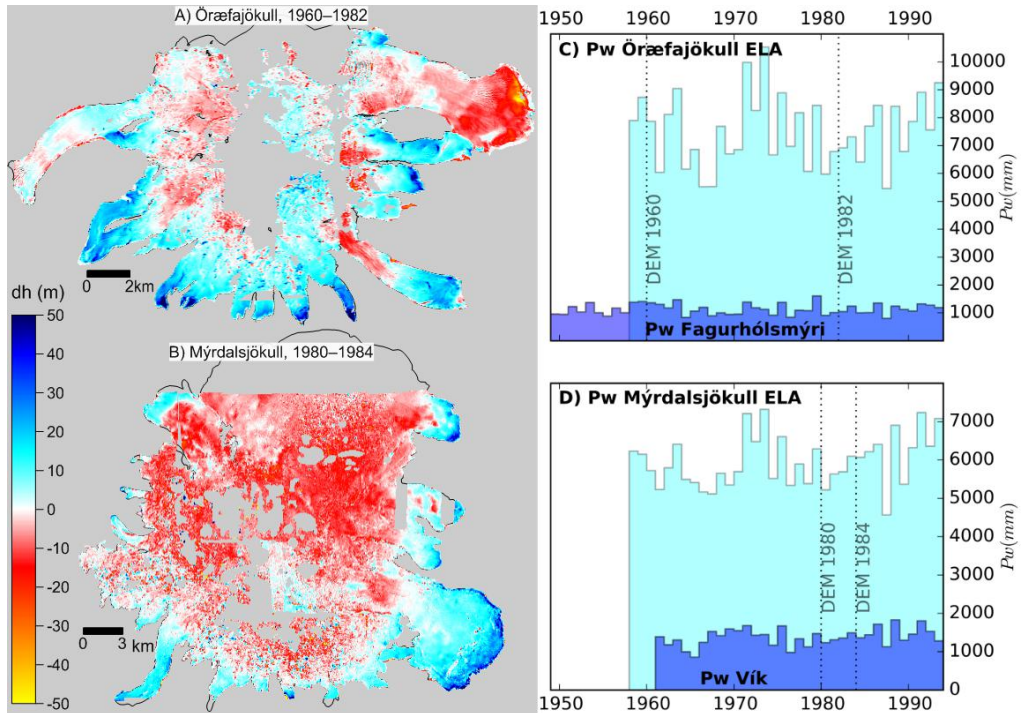 A) Öræfajökull, 1960–1982
2km
dh (m)
50
40
30
20
10
0
-10
-20
-30
-40
-50
B) Mýrdalsjökull, 1980–1984
3 km
1950 1960 1970 1980 1990
C) Pw Öræfajökull ELA
10000
9000
8000
7000
6000
5000
4000
3000
2000
1000
Pw(mm)
DEM 1960
DEM 1982
Pw Fagurhólsmýri
D) Pw Mýrdalsjökull ELA
7000
6000
5000
4000
3000
2000
1000
0
Pw(mm)
DEM 1980
DEM 1984
Pw Vík
1950 1960 1970 1980 1990